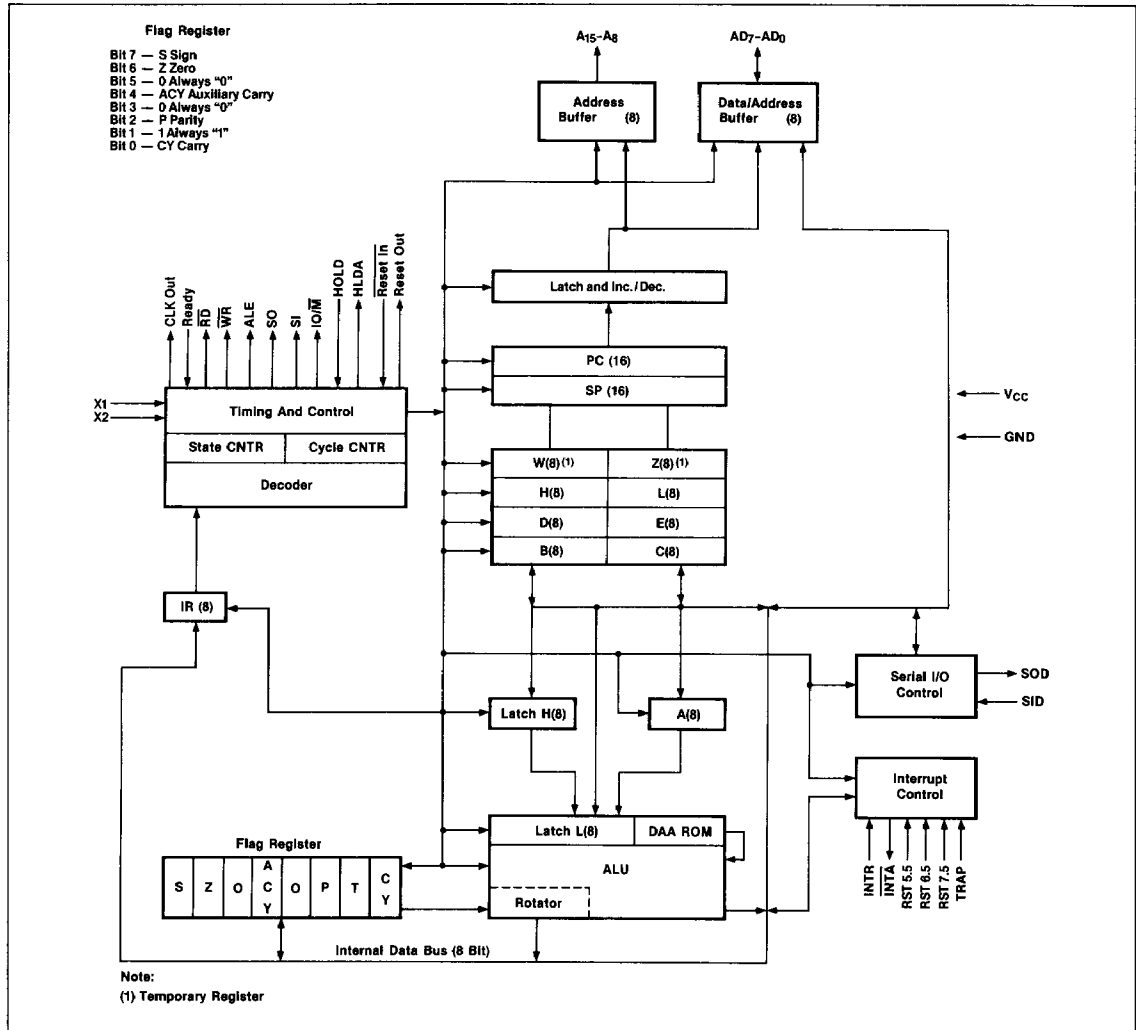 Flag Register
Bit 7 — S Sign
Bit 6 — Z Zero
Bit 5 — 0 Always "0"
Bit 4 — ACY Auxiliary Carry
Bit 3 — 0 Always "0"
Bit 2 — P Parity
Bit 1 — 1 Always "1"
Bit 0 — CY Carry
A15-A8
AD7-AD0
Address
Buffer (8)
Data/Address
Buffer (8)
CLK Out
Ready
R̅D̅
W̅R̅
ALE
SO
SI
IO/M̅
HOLD
HLDA
R̅e̅s̅e̅t̅ I̅n̅
Reset Out
Latch and Inc./Dec.
PC (16)
SP (16)
X1
X2
Timing And Control
State CNTR
Cycle CNTR
Decoder
VCC
GND
W(8)(1)
Z(8)(1)
H(8)
L(8)
D(8)
E(8)
B(8)
C(8)
IR (8)
Serial I/O
Control
SOD
SID
Latch H(8)
A(8)
Interrupt
Control
INTR
I̅N̅T̅A̅
RST 5.5
RST 6.5
RST 7.5
TRAP
Latch L(8)
DAA ROM
ALU
Rotator
Flag Register
S Z O ACY O P T CY
Internal Data Bus (8 Bit)
Note:
(1) Temporary Register